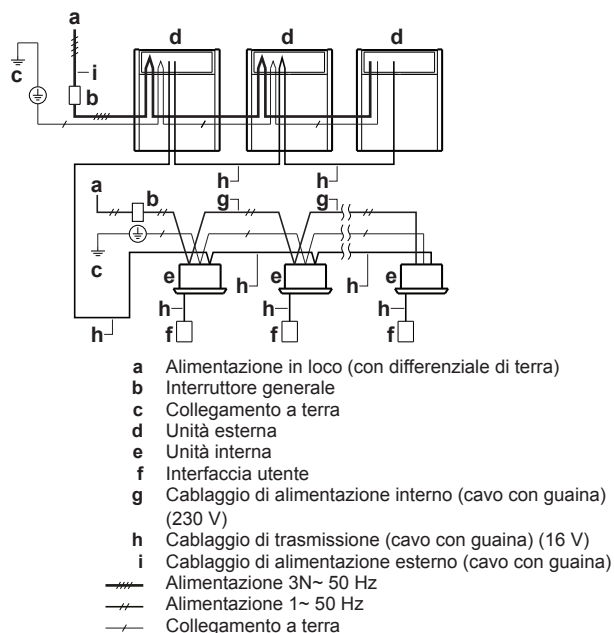 a
d d d
c
i
b
h h
a b g g
c
e e e
h h
h h h
h f f f
a Alimentazione in loco (con differenziale di terra)
b Interruttore generale
c Collegamento a terra
d Unità esterna
e Unità interna
f Interfaccia utente
g Cablaggio di alimentazione interno (cavo con guaina)
(230 V)
h Cablaggio di trasmissione (cavo con guaina) (16 V)
i Cablaggio di alimentazione esterno (cavo con guaina)
Alimentazione 3N~ 50 Hz
Alimentazione 1~ 50 Hz
Collegamento a terra